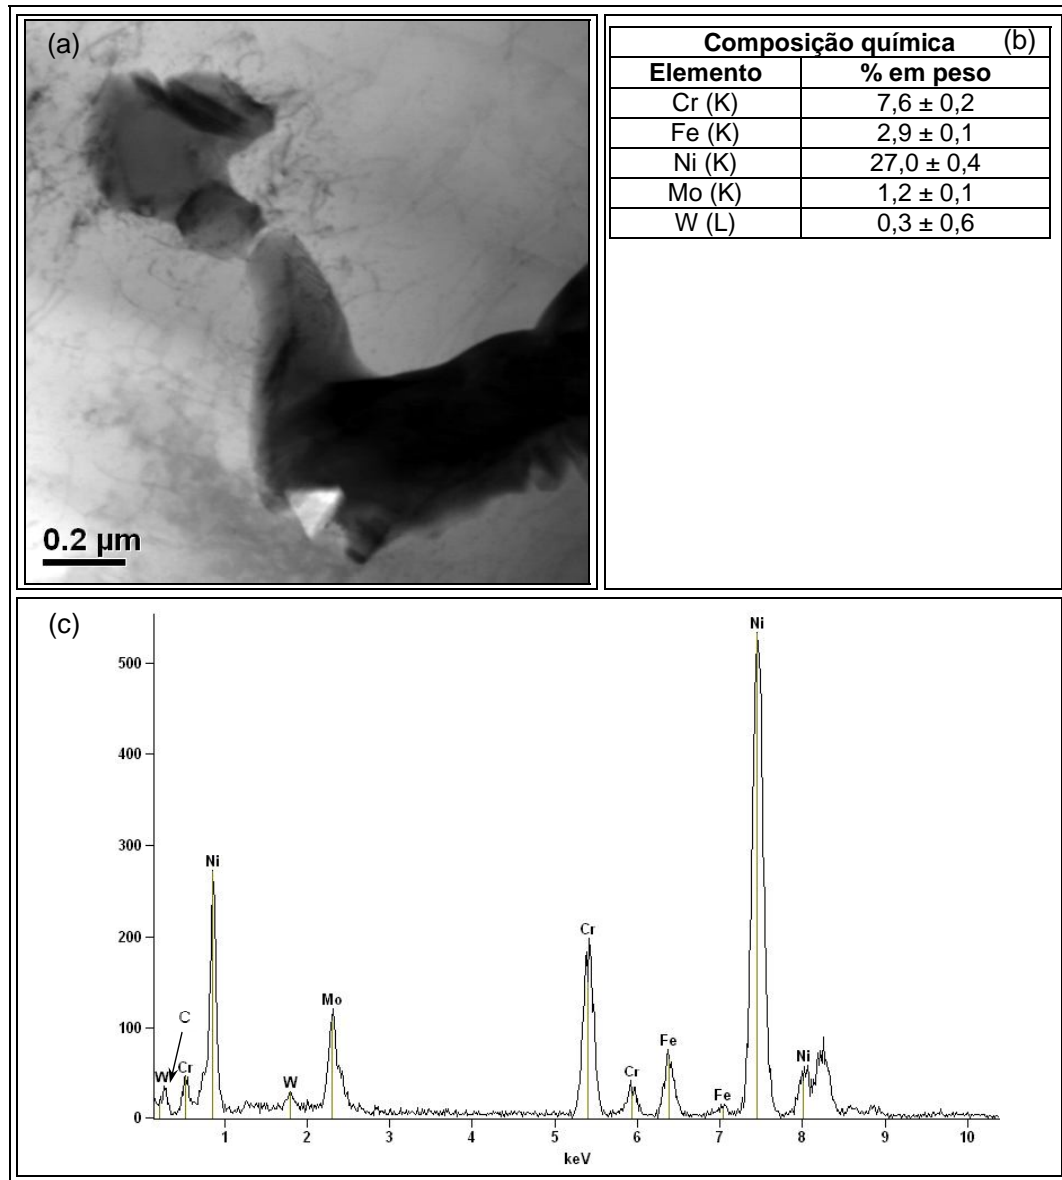 (a)
0.2 µm
Composição química (b)
Elemento % em peso
Cr (K) 7,6 ± 0,2
Fe (K) 2,9 ± 0,1
Ni (K) 27,0 ± 0,4
Mo (K) 1,2 ± 0,1
W (L) 0,3 ± 0,6
(c)
500
400
300
200
100
0
W
C
Cr
Ni
W
Mo
Cr
Cr
Fe
Fe
Ni
Ni
1 2 3 4 5 6 7 8 9 10
keV